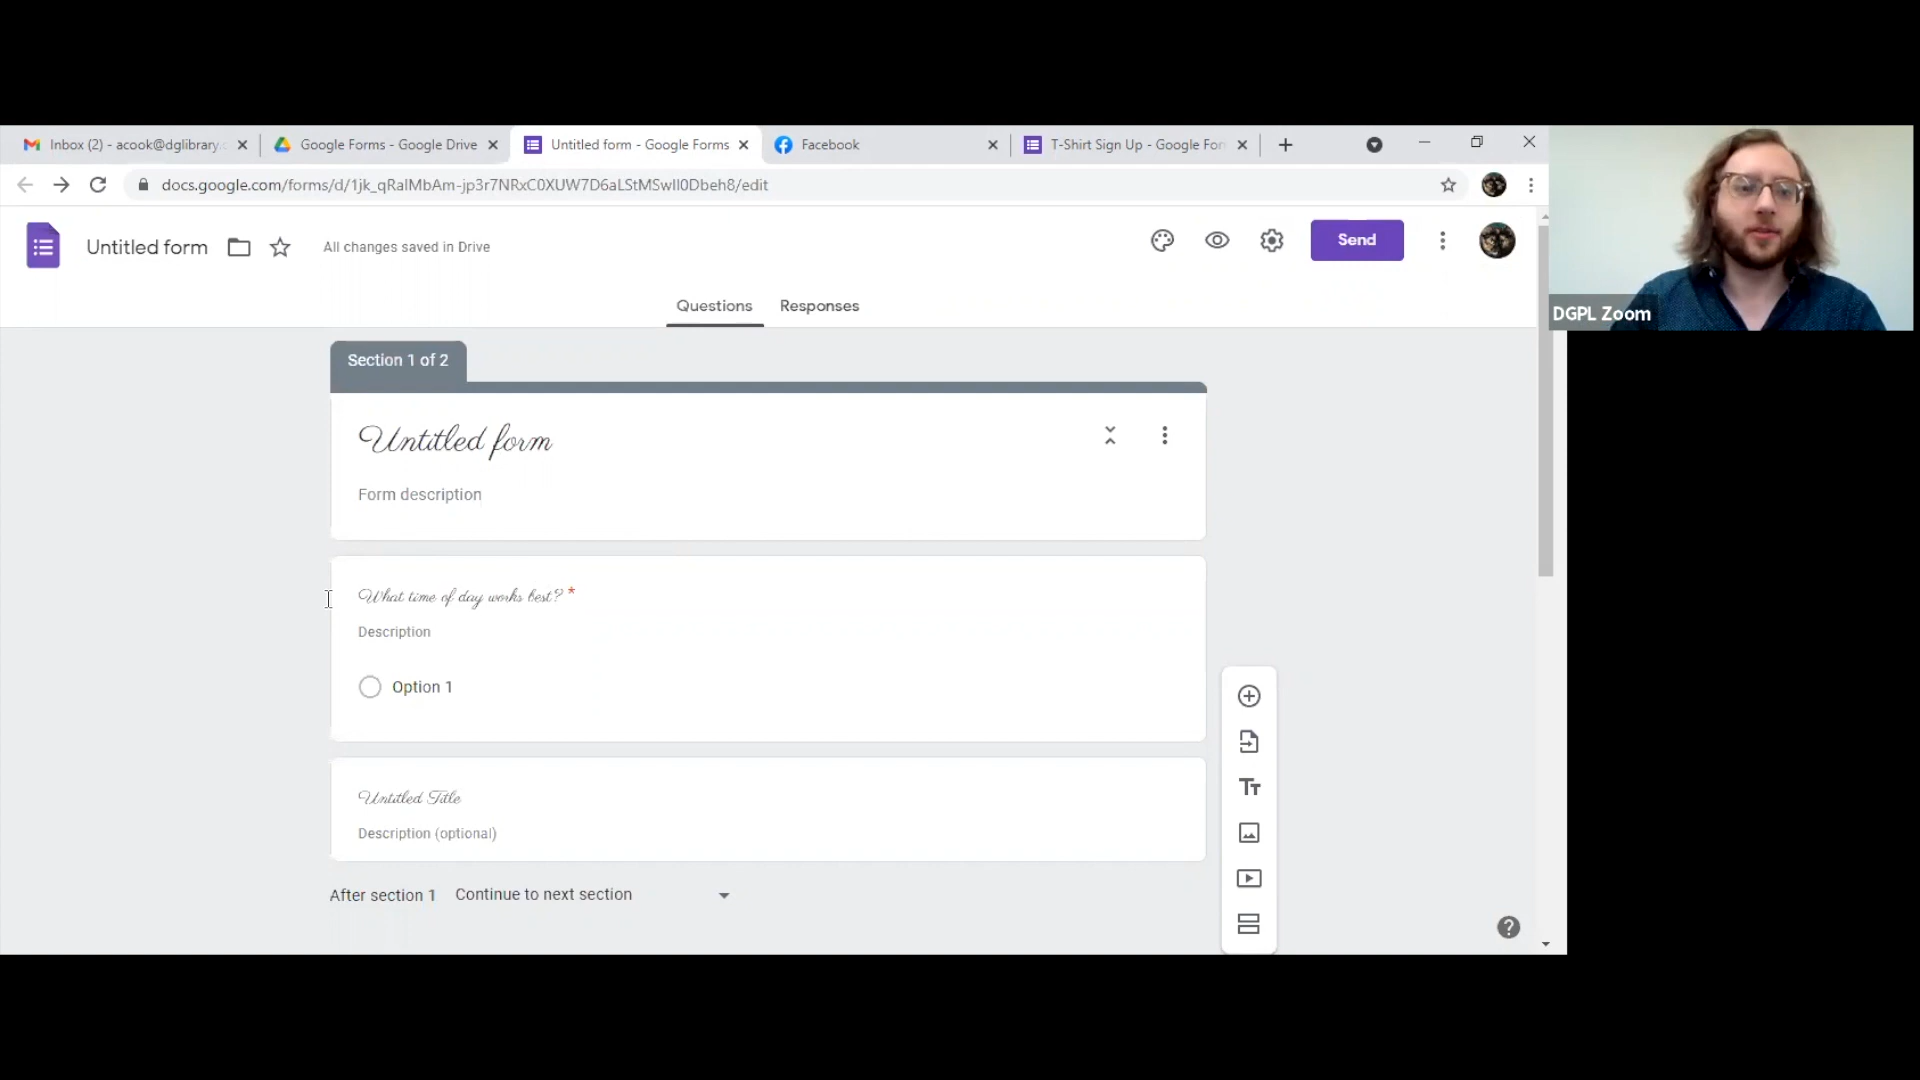 Inbox (2) - acook@dglibrary.
Google Forms - Google Drive
Untitled form - Google Forms
Facebook
T-Shirt Sign Up - Google For
docs.google.com/forms/d/1jk_qRalMbAm-jp3r7NRxC0XUW7D6aLStMSwlI0Dbeh8/edit
Untitled form
All changes saved in Drive
Send
DGPL Zoom
Questions
Responses
Section 1 of 2
Untitled form
Form description
What time of day works best? *
Description
Option 1
Untitled Title
Description (optional)
After section 1
Continue to next section